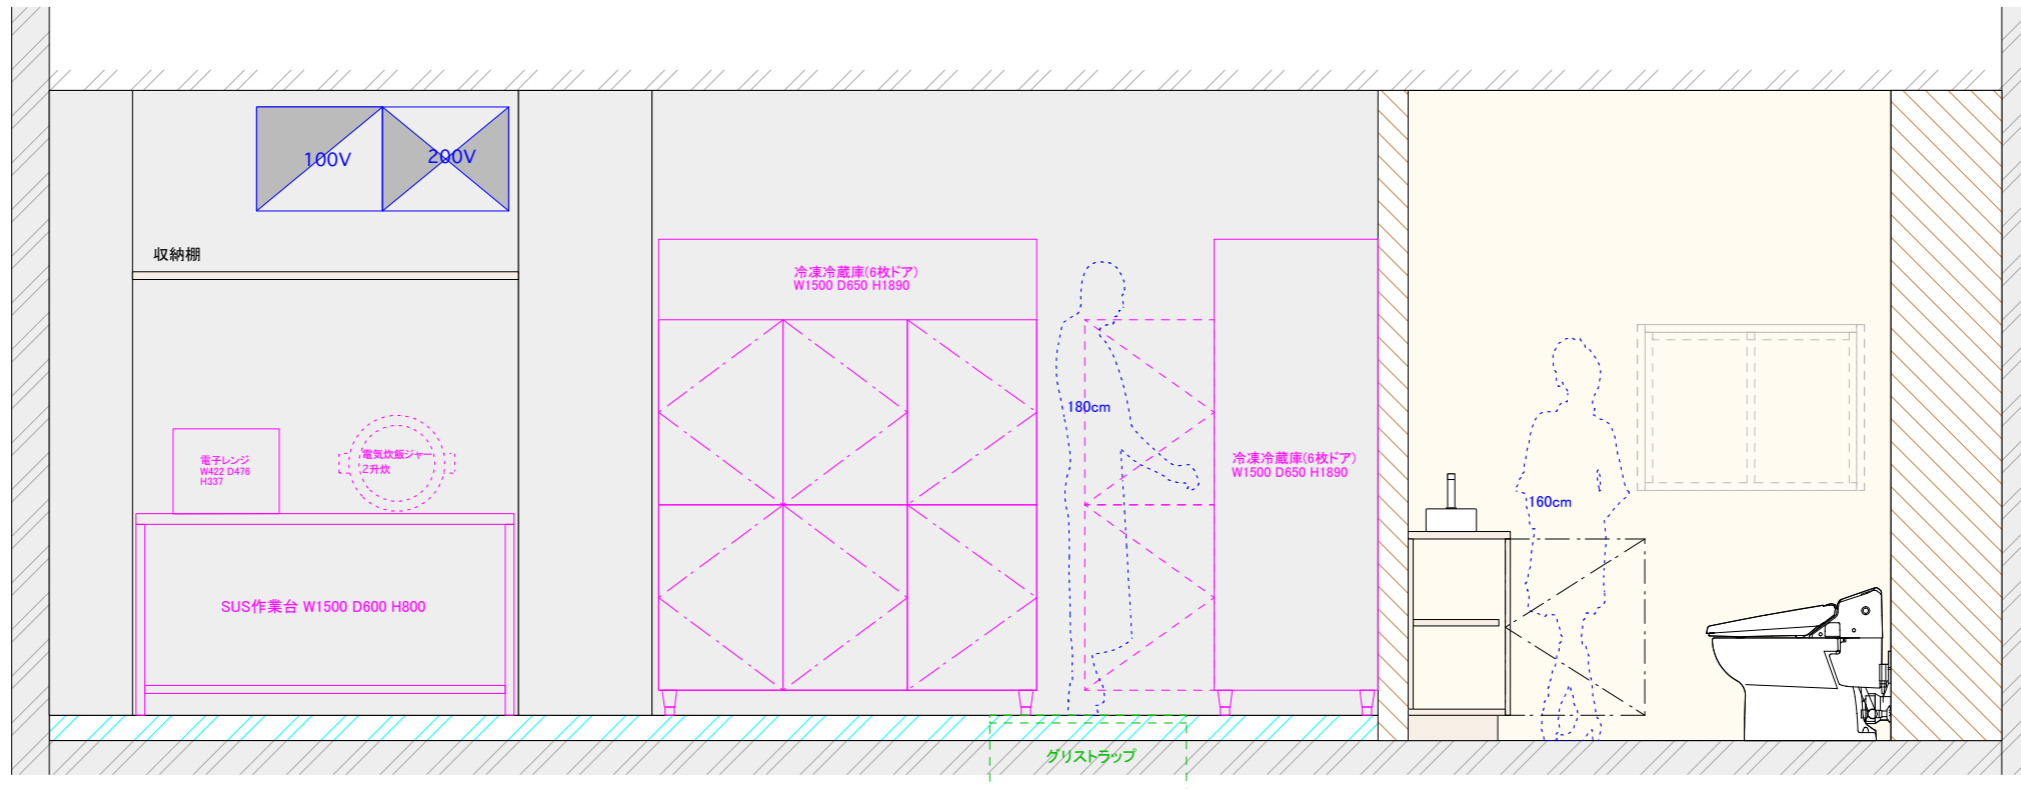 100V
200V
収納棚
冷凍冷蔵庫(6枚ドア)
W1500 D650 H1890
180cm
電子レンジ
W422 D476
H337
電気炊飯ジャー
2升炊
冷凍冷蔵庫(6枚ドア)
W1500 D650 H1890
160cm
SUS作業台 W1500 D600 H800
グリストラップ